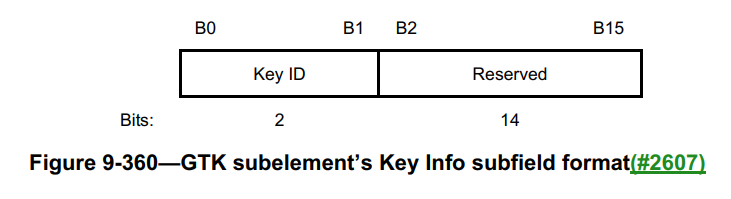 B0 B1 B2 B15
Key ID Reserved
Bits: 2 14
Figure 9-360—GTK subelement’s Key Info subfield format(#2607)